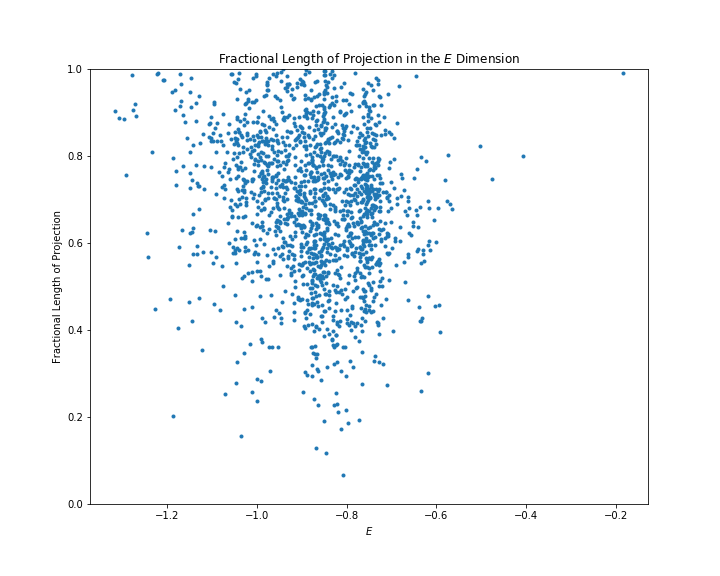 Fractional Length of Projection in the E Dimension
1.0
0.8
0.6
0.4
0.2
0.0
Fractional Length of Projection
−1.2 −1.0 −0.8 −0.6 −0.4 −0.2
E